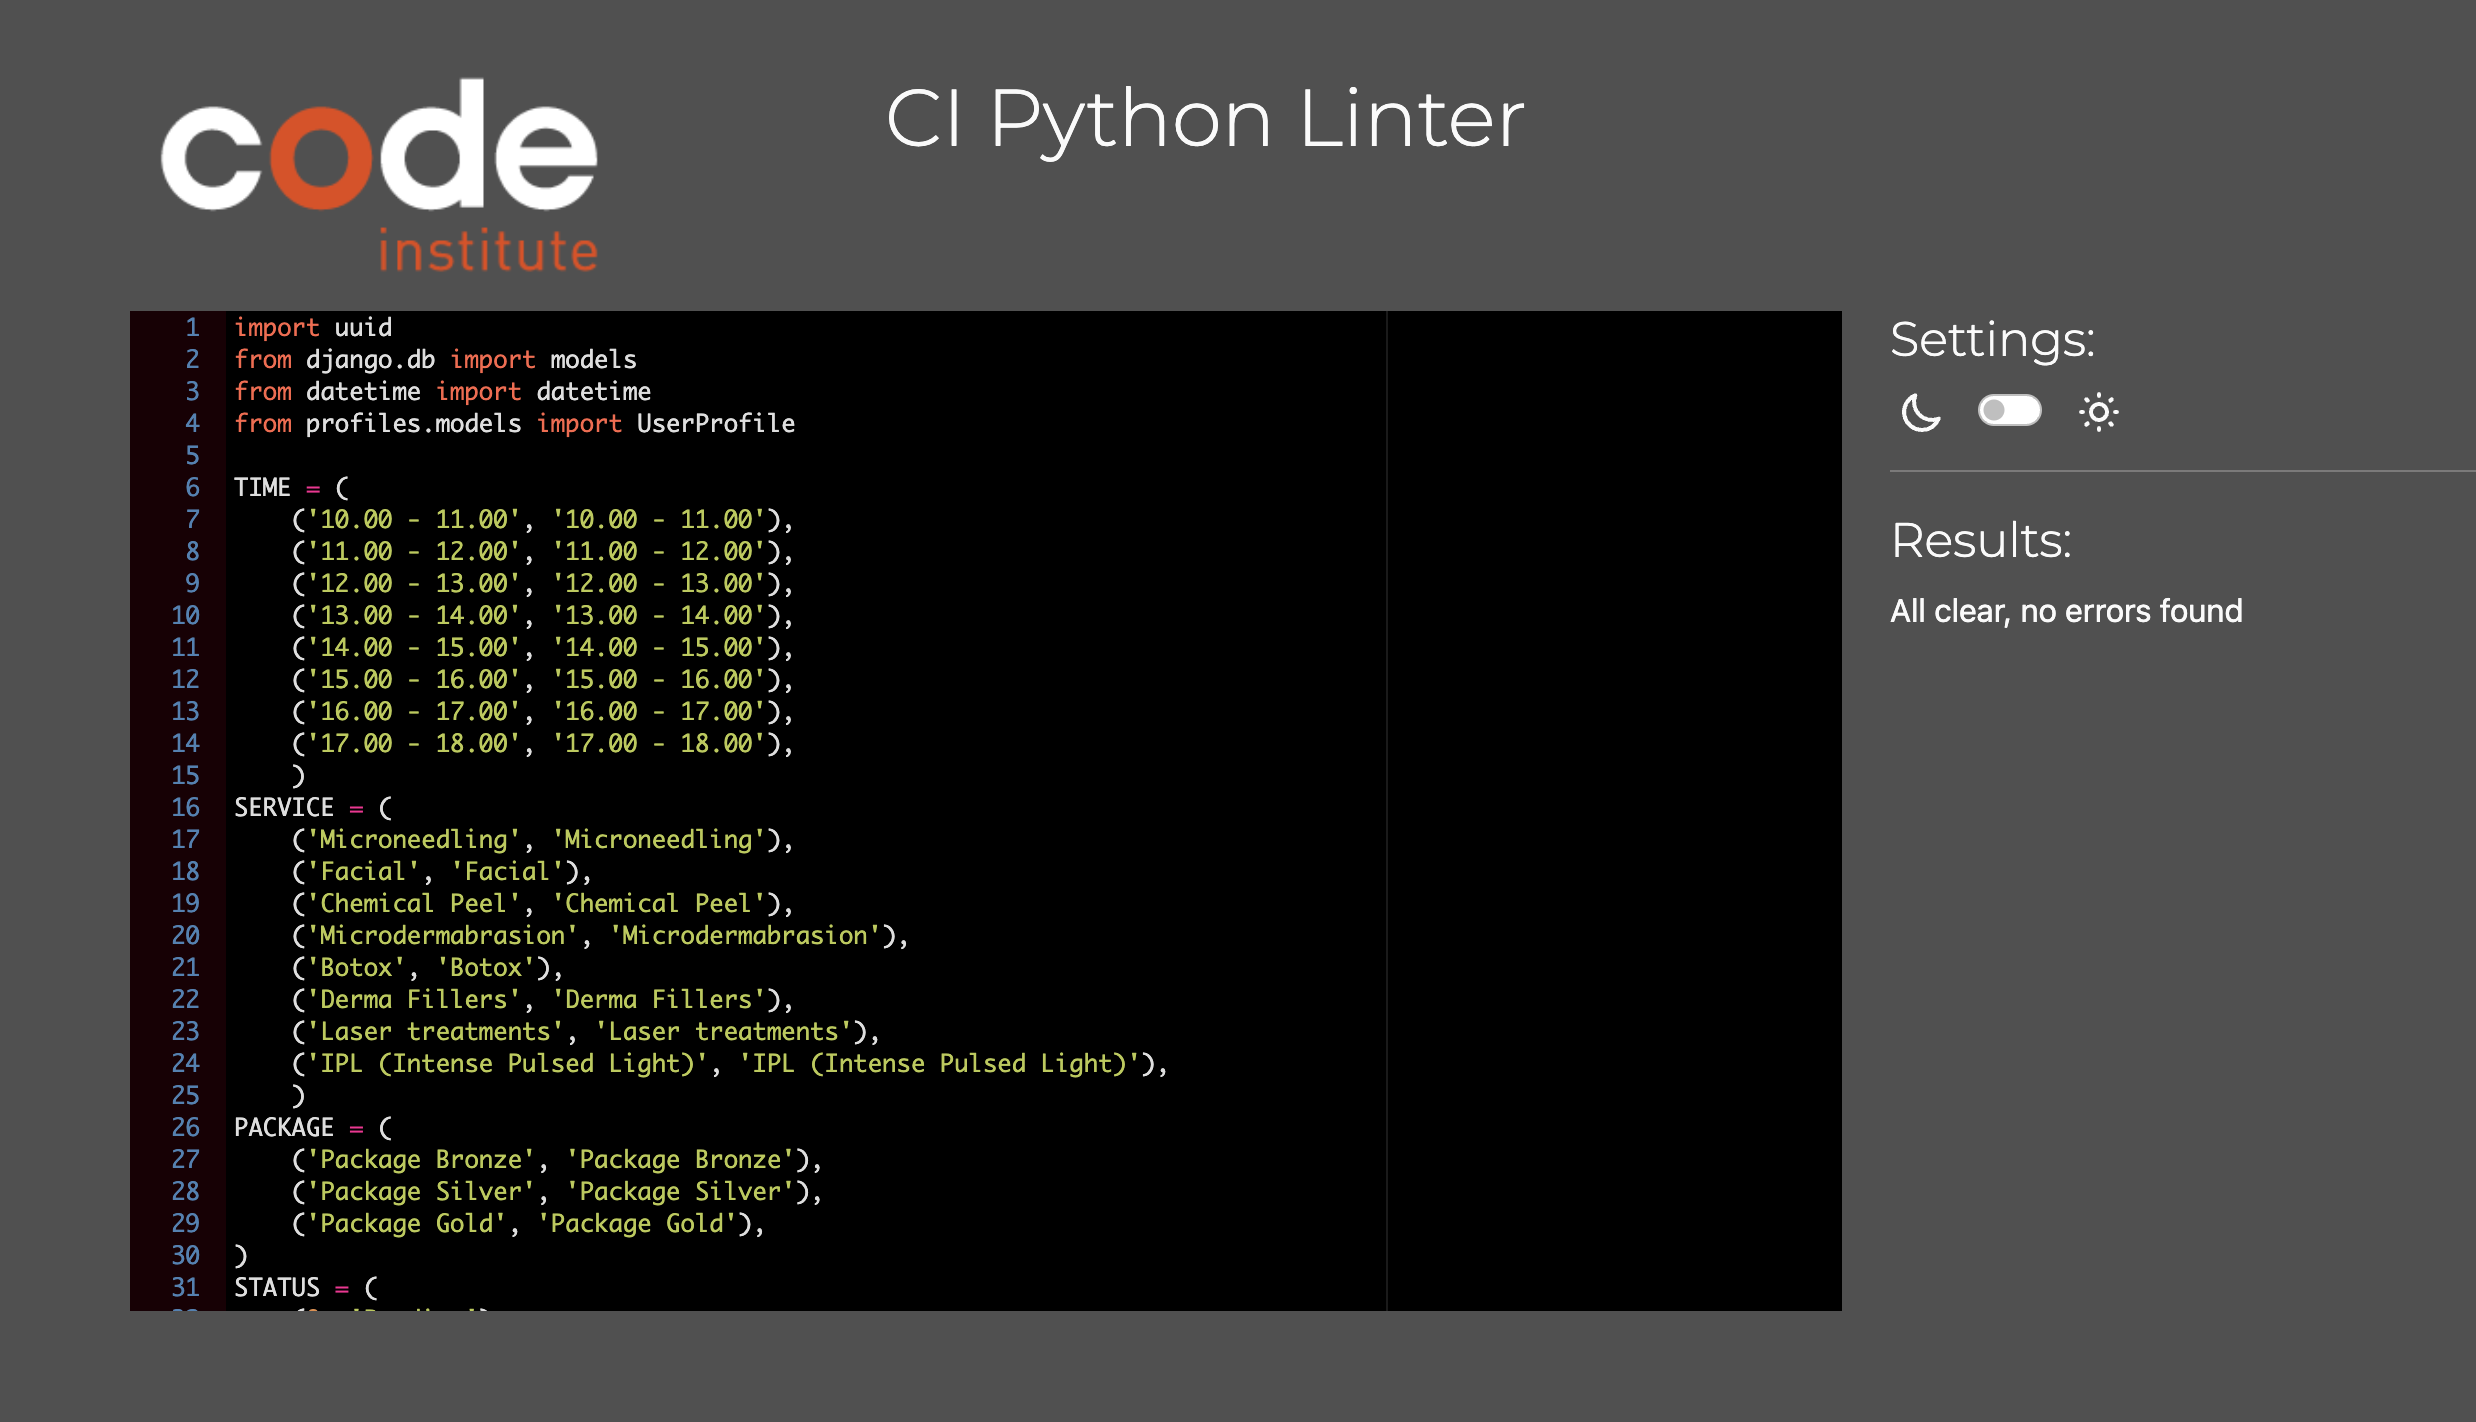 code
institute
CI Python Linter
1 import uuid
2 from django.db import models
3 from datetime import datetime
4 from profiles.models import UserProfile
5
6 TIME = (
7     ('10.00 - 11.00', '10.00 - 11.00'),
8     ('11.00 - 12.00', '11.00 - 12.00'),
9     ('12.00 - 13.00', '12.00 - 13.00'),
10     ('13.00 - 14.00', '13.00 - 14.00'),
11     ('14.00 - 15.00', '14.00 - 15.00'),
12     ('15.00 - 16.00', '15.00 - 16.00'),
13     ('16.00 - 17.00', '16.00 - 17.00'),
14     ('17.00 - 18.00', '17.00 - 18.00'),
15     )
16 SERVICE = (
17     ('Microneedling', 'Microneedling'),
18     ('Facial', 'Facial'),
19     ('Chemical Peel', 'Chemical Peel'),
20     ('Microdermabrasion', 'Microdermabrasion'),
21     ('Botox', 'Botox'),
22     ('Derma Fillers', 'Derma Fillers'),
23     ('Laser treatments', 'Laser treatments'),
24     ('IPL (Intense Pulsed Light)', 'IPL (Intense Pulsed Light)'),
25     )
26 PACKAGE = (
27     ('Package Bronze', 'Package Bronze'),
28     ('Package Silver', 'Package Silver'),
29     ('Package Gold', 'Package Gold'),
30 )
31 STATUS = (
Settings:
Results:
All clear, no errors found